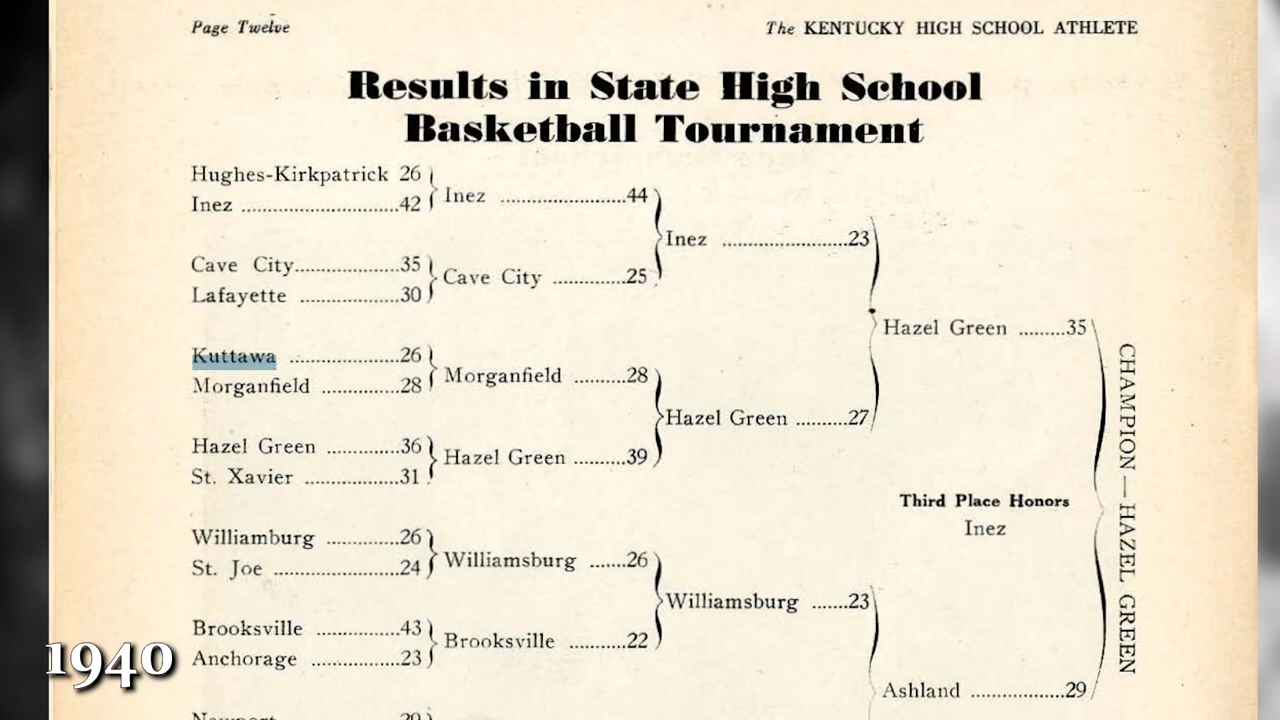 Page Twelve
The KENTUCKY HIGH SCHOOL ATHLETE
Results in State High School
Basketball Tournament
Hughes-Kirkpatrick 26
Inez ............................42
Inez .......................44
Cave City...................35
Lafayette ..................30
Cave City .............25
Inez .......................23
Kuttawa ....................26
Morganfield ................28
Morganfield ..........28
Hazel Green .............36
St. Xavier .................31
Hazel Green ..........39
Hazel Green ..........27
Hazel Green .........35
Third Place Honors
Inez
Williamburg .............26
St. Joe ......................24
Williamsburg .......26
Brooksville ...............43
Anchorage ................23
Brooksville ..............22
Williamsburg .......23
Ashland .................29
CHAMPION — HAZEL GREEN
1940